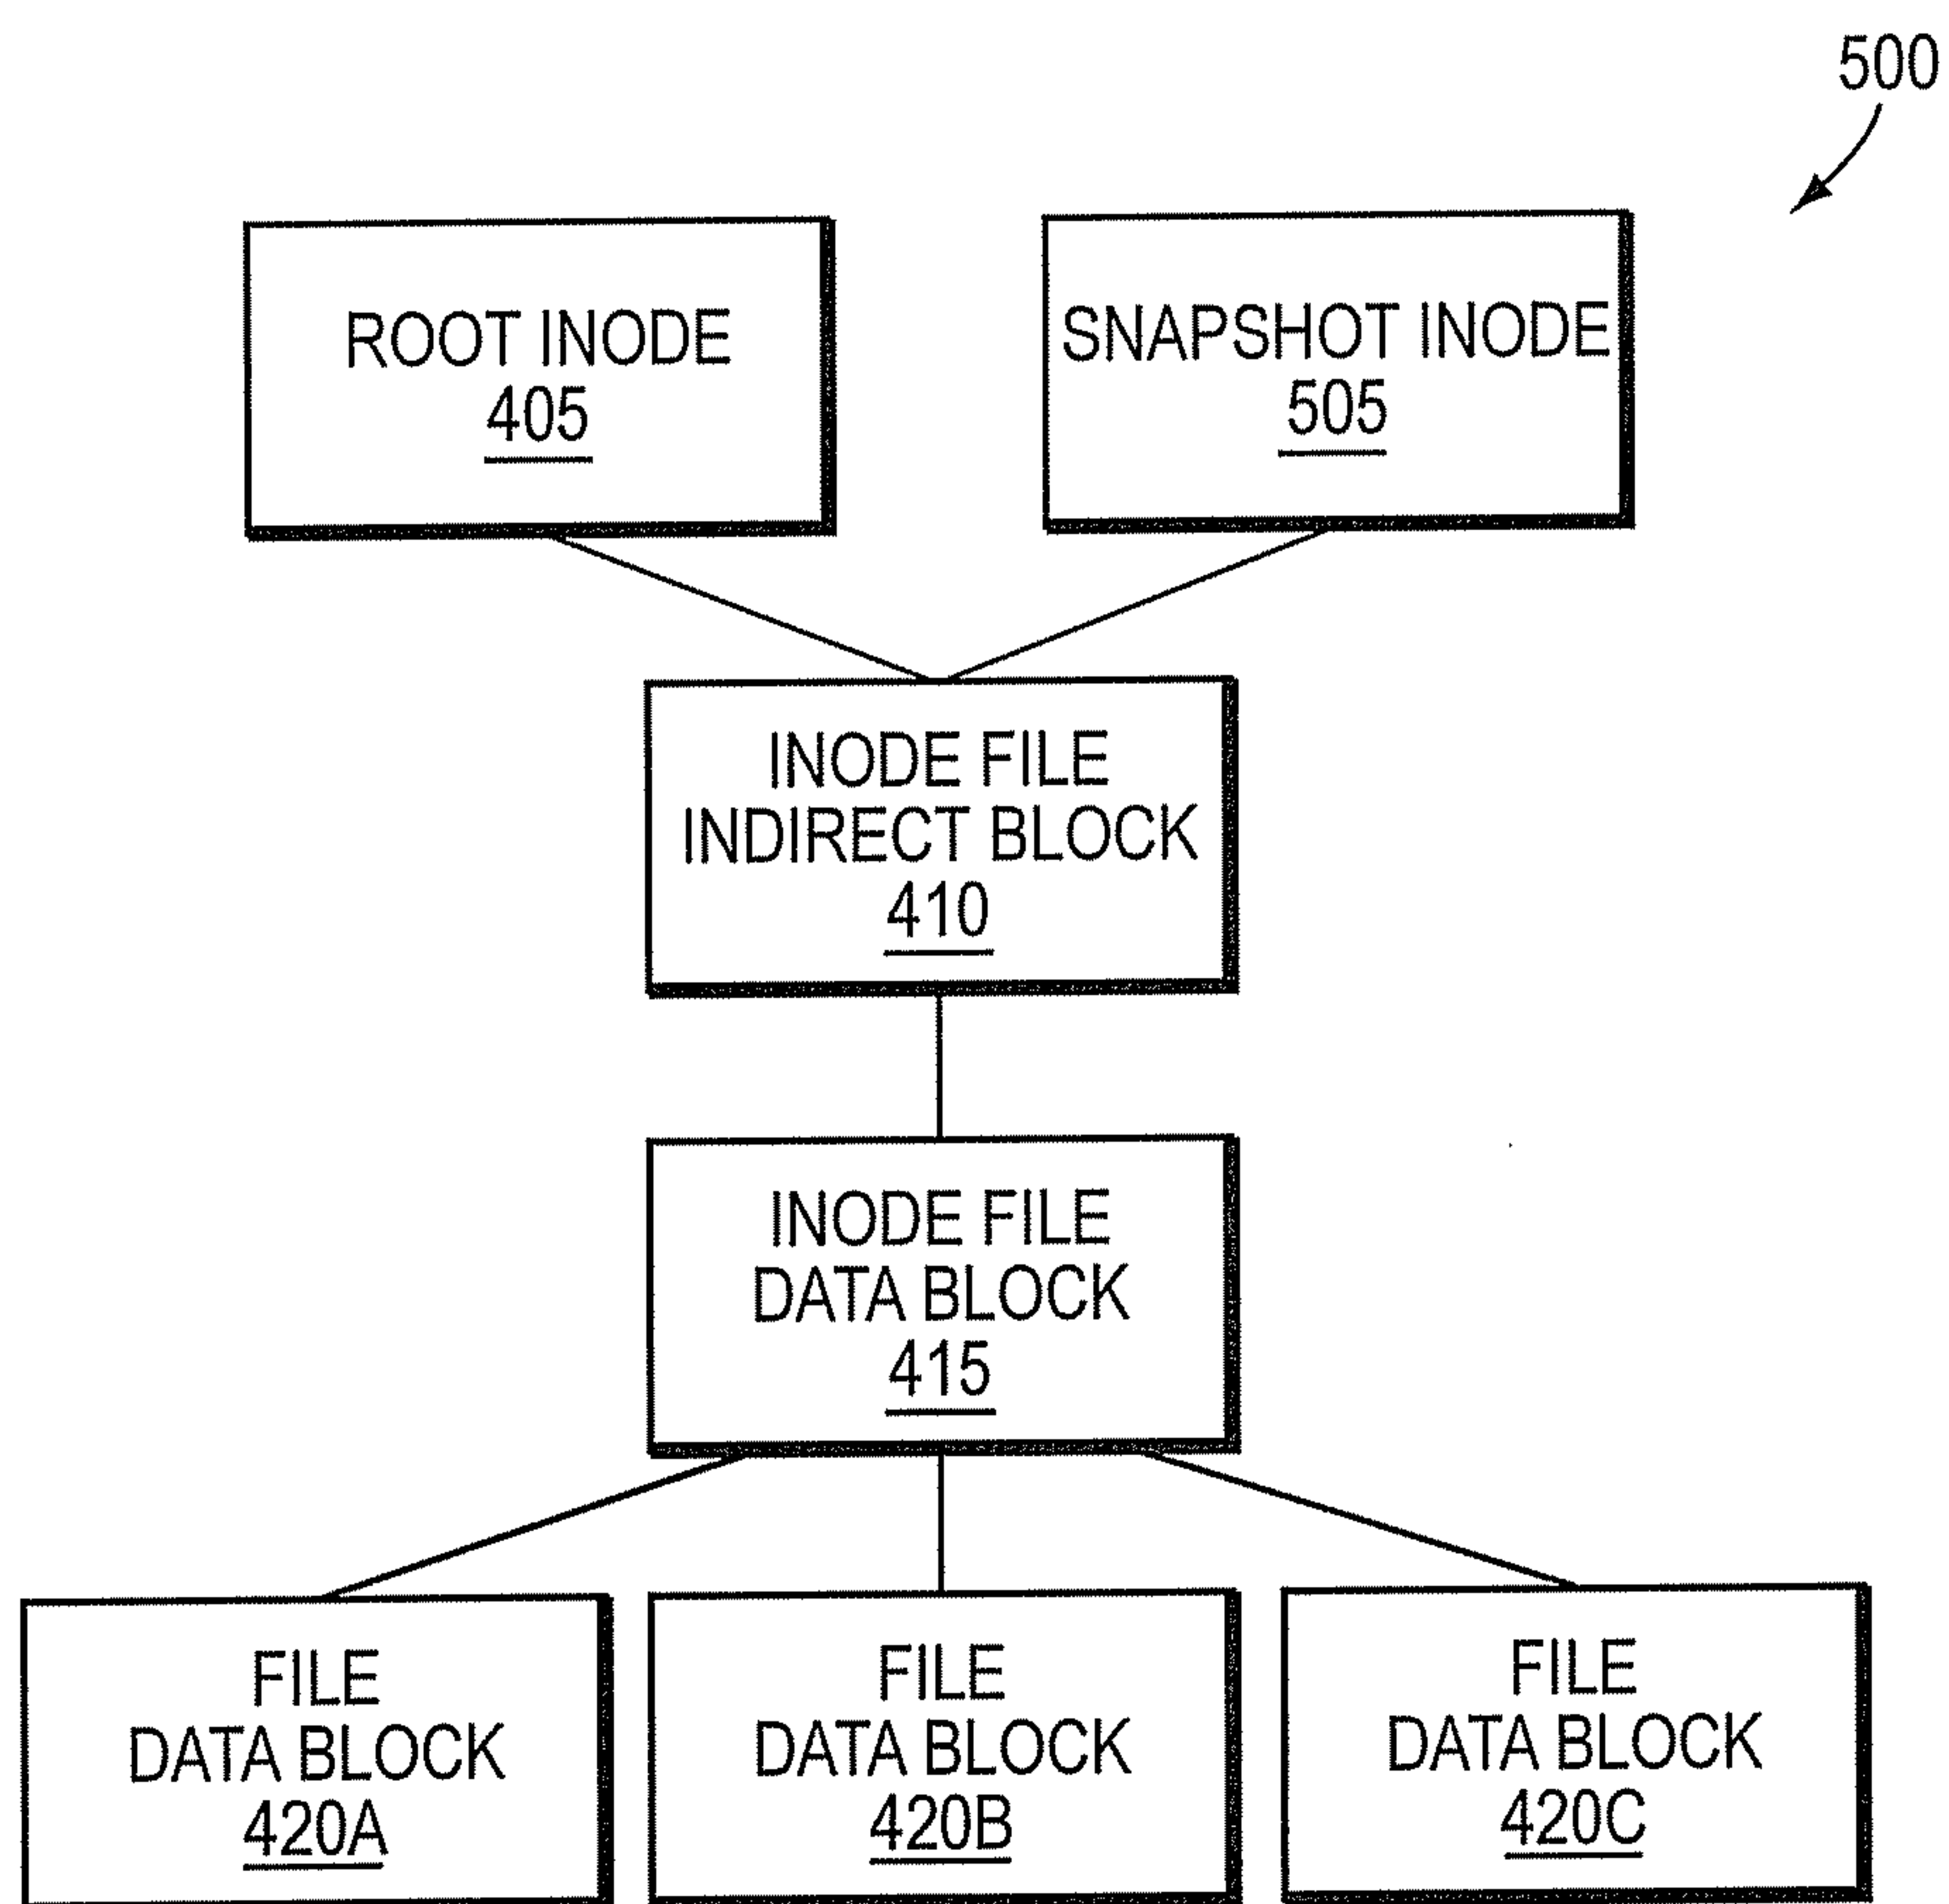 500
ROOT INODE
405
SNAPSHOT INODE
505
INODE FILE
INDIRECT BLOCK
410
INODE FILE
DATA BLOCK
415
FILE
DATA BLOCK
420A
FILE
DATA BLOCK
420B
FILE
DATA BLOCK
420C